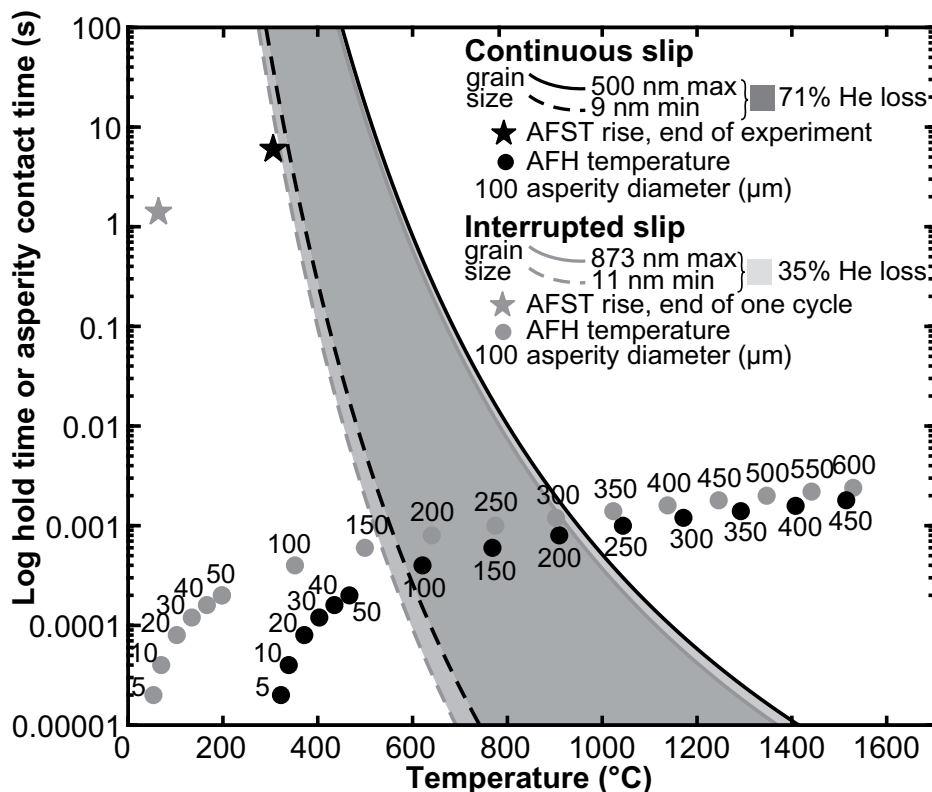 Log hold time or asperity contact time (s)
100
10
1
0.1
0.01
0.001
0.0001
0.00001
Continuous slip
grain size
500 nm max
9 nm min
71% He loss
AFST rise, end of experiment
AFH temperature
100 asperity diameter (µm)
Interrupted slip
grain size
873 nm max
11 nm min
35% He loss
AFST rise, end of one cycle
AFH temperature
100 asperity diameter (µm)
5
10
20
30
40
50
100
150
200
250
300
350
400
450
500
550
600
5
10
20
30
40
50
100
150
200
250
300
350
400
450
0 200 400 600 800 1000 1200 1400 1600
Temperature (°C)